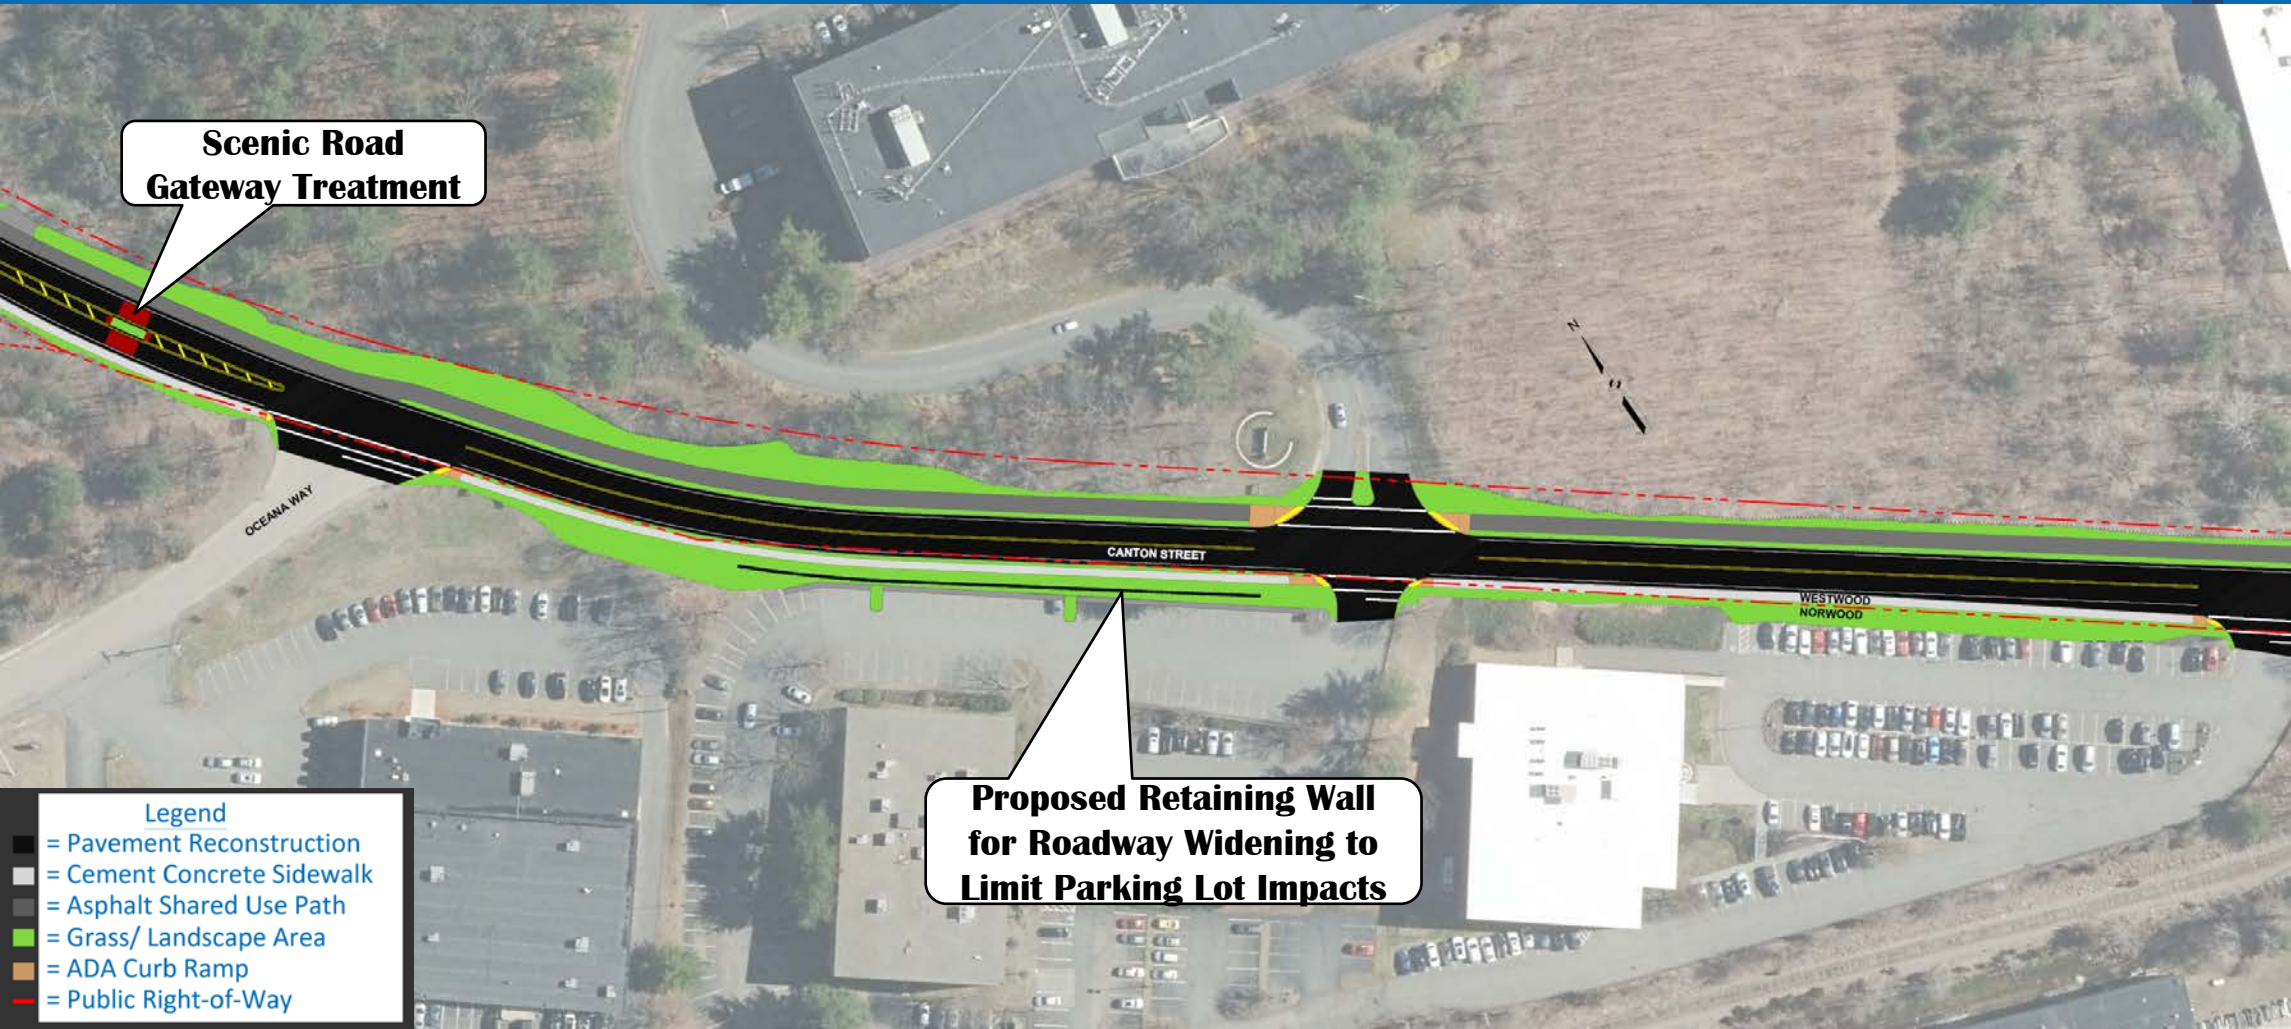 Scenic Road
Gateway Treatment
N
OCEANA WAY
CANTON STREET
WESTWOOD
NORWOOD
Proposed Retaining Wall
for Roadway Widening to
Limit Parking Lot Impacts
Legend
= Pavement Reconstruction
= Cement Concrete Sidewalk
= Asphalt Shared Use Path
= Grass/ Landscape Area
= ADA Curb Ramp
= Public Right-of-Way